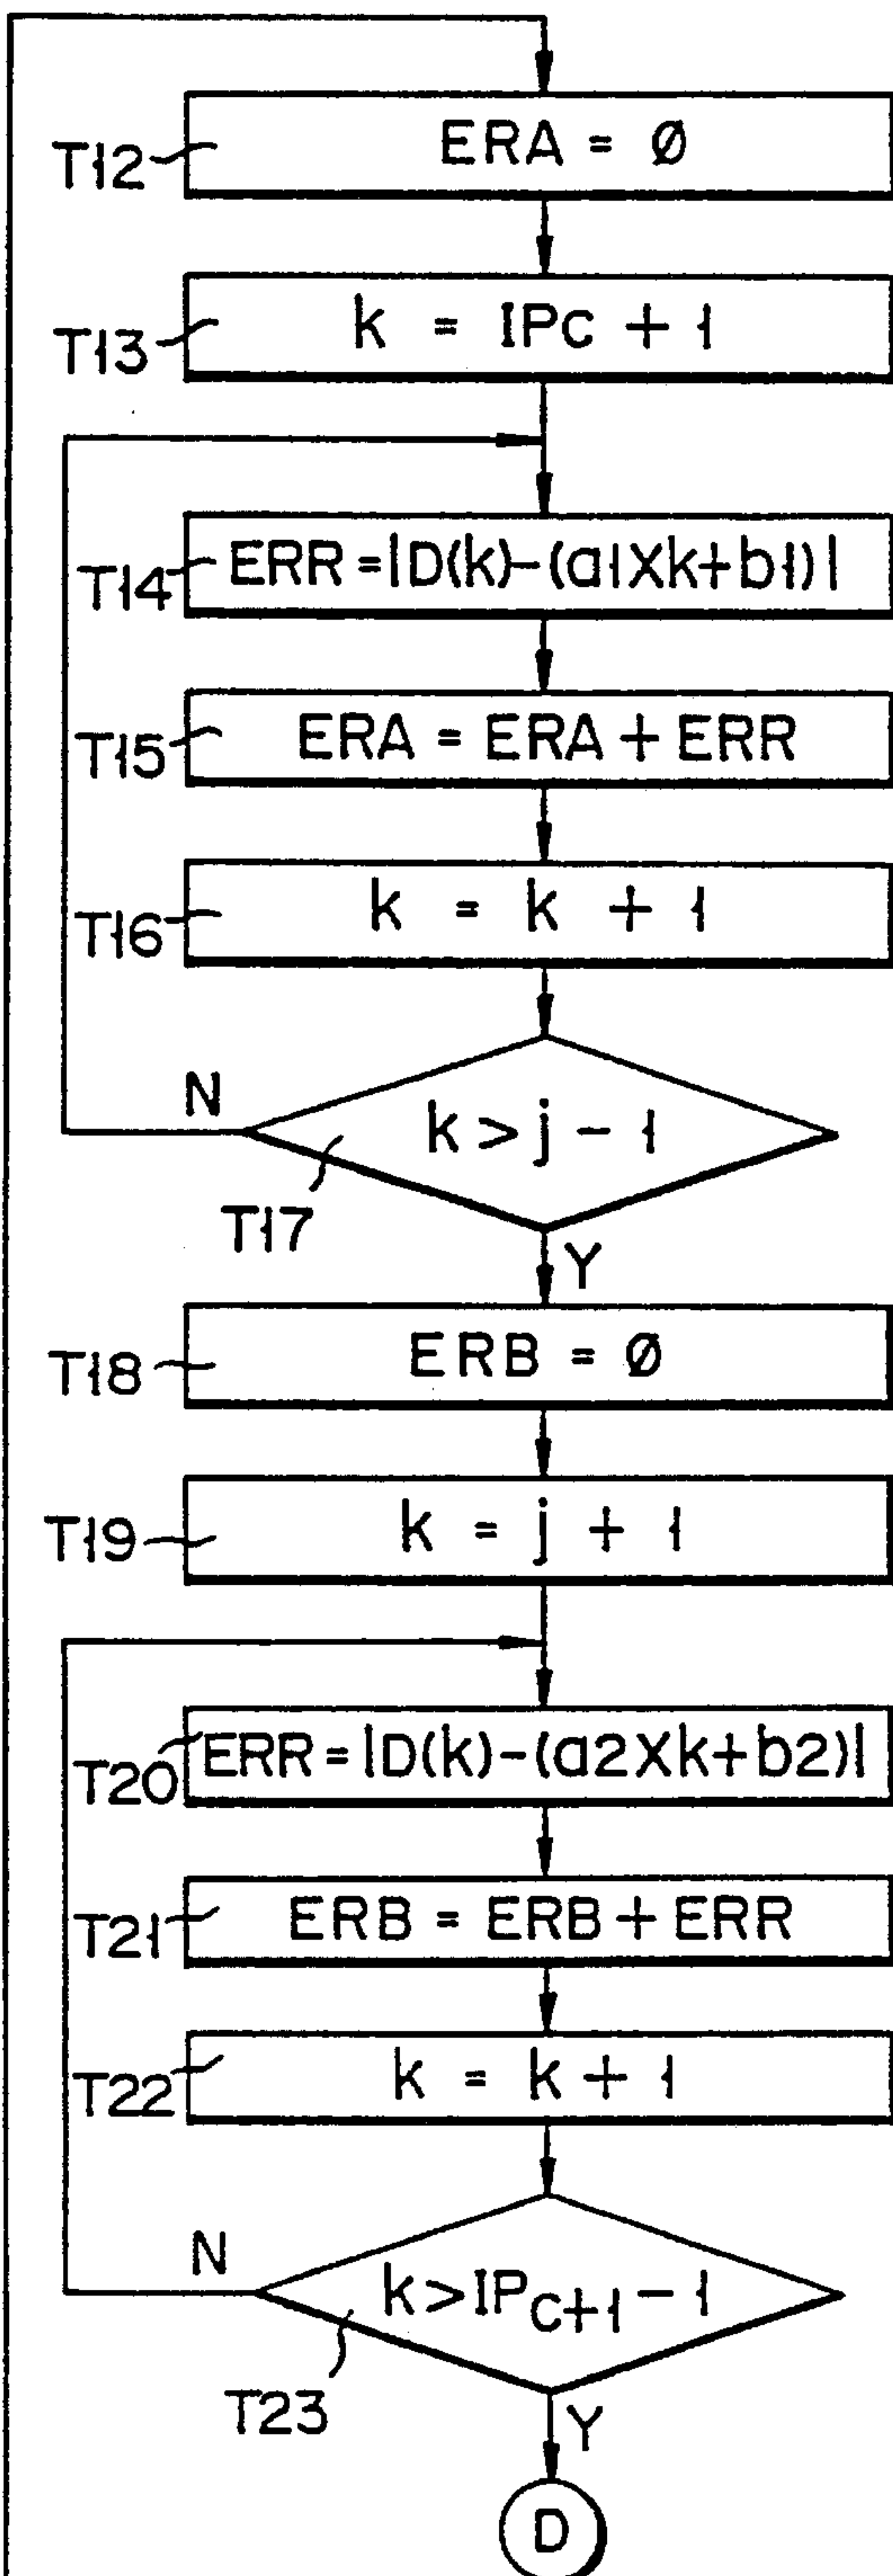 ERA = Ø
T12
k = IPc + 1
T13
ERR=|D(k)-(a1Xk+b1)|
T14
ERA = ERA + ERR
T15
k = k + 1
T16
N
k > j - 1
T17
Y
ERB = Ø
T18
k = j + 1
T19
ERR=|D(k)-(a2Xk+b2)|
T20
ERB = ERB + ERR
T21
k = k + 1
T22
N
k>IPC+1-1
T23
Y
D